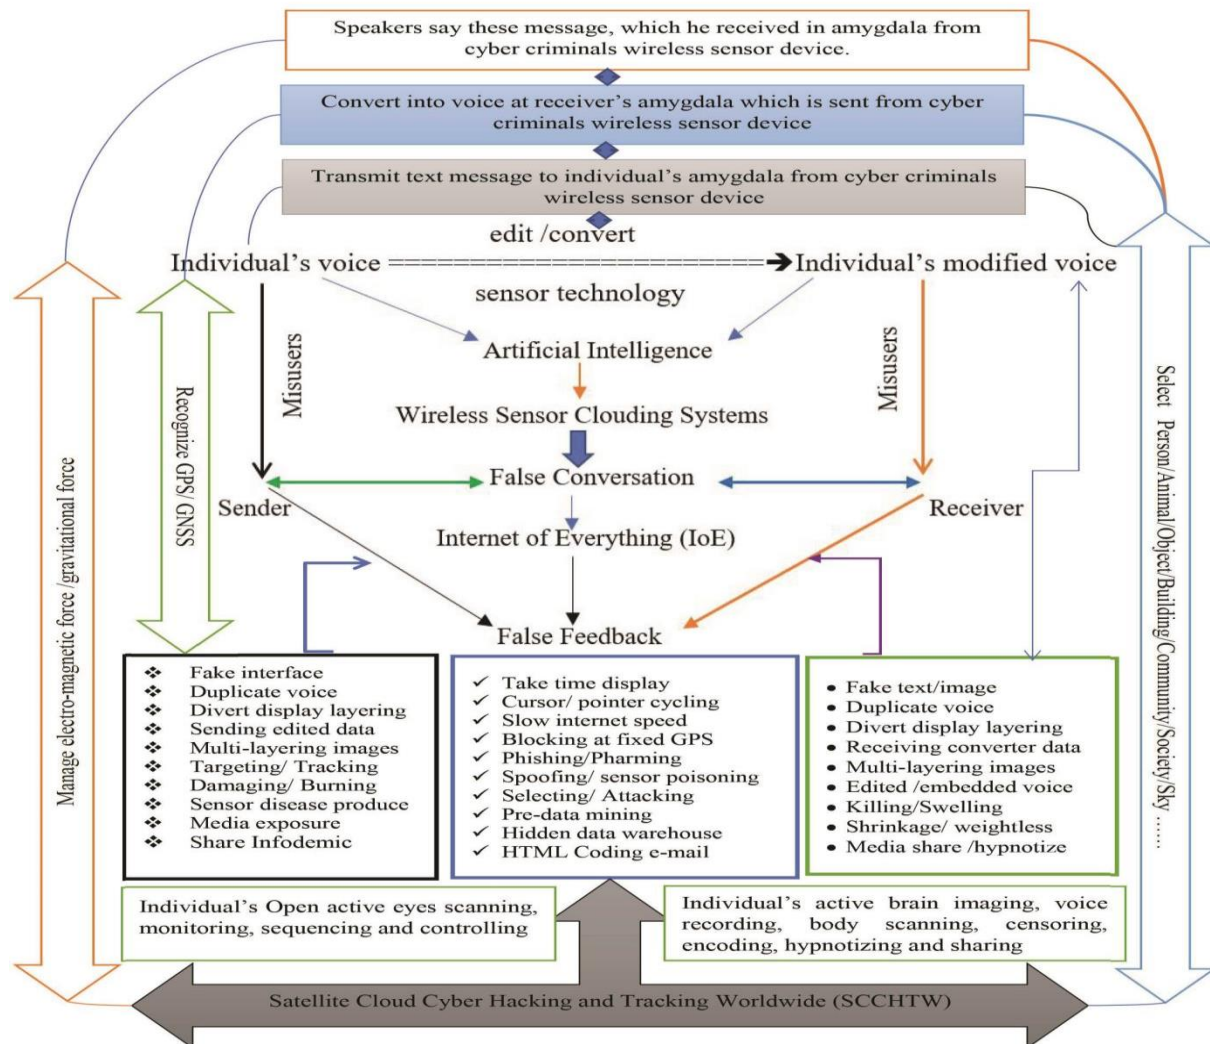 Speakers say these message, which he received in amygdala from
cyber criminals wireless sensor device.
Convert into voice at receiver's amygdala which is sent from cyber
criminals wireless sensor device
Transmit text message to individual's amygdala from cyber criminals
wireless sensor device
edit /convert
Individual's voice ======================== Individual's modified voice
sensor technology
Misusers
Artificial Intelligence
Misusers
Wireless Sensor Clouding Systems
False Conversation
Sender
Receiver
Internet of Everything (IoE)
False Feedback
Manage electro-magnetic force /gravitational force
Recognize GPS/ GNSS
Select Person/Animal/Object/Building/Community/Society/Sky ......
Fake interface
Duplicate voice
Divert display layering
Sending edited data
Multi-layering images
Targeting/ Tracking
Damaging/ Burning
Sensor disease produce
Media exposure
Share Infodemic
Take time display
Cursor/ pointer cycling
Slow internet speed
Blocking at fixed GPS
Phishing/Pharming
Spoofing/ sensor poisoning
Selecting/ Attacking
Pre-data mining
Hidden data warehouse
HTML Coding e-mail
Fake text/image
Duplicate voice
Divert display layering
Receiving converter data
Multi-layering images
Edited /embedded voice
Killing/Swelling
Shrinkage/ weightless
Media share /hypnotize
Individual's Open active eyes scanning,
monitoring, sequencing and controlling
Individual's active brain imaging, voice
recording, body scanning, censoring,
encoding, hypnotizing and sharing
Satellite Cloud Cyber Hacking and Tracking Worldwide (SCCHTW)